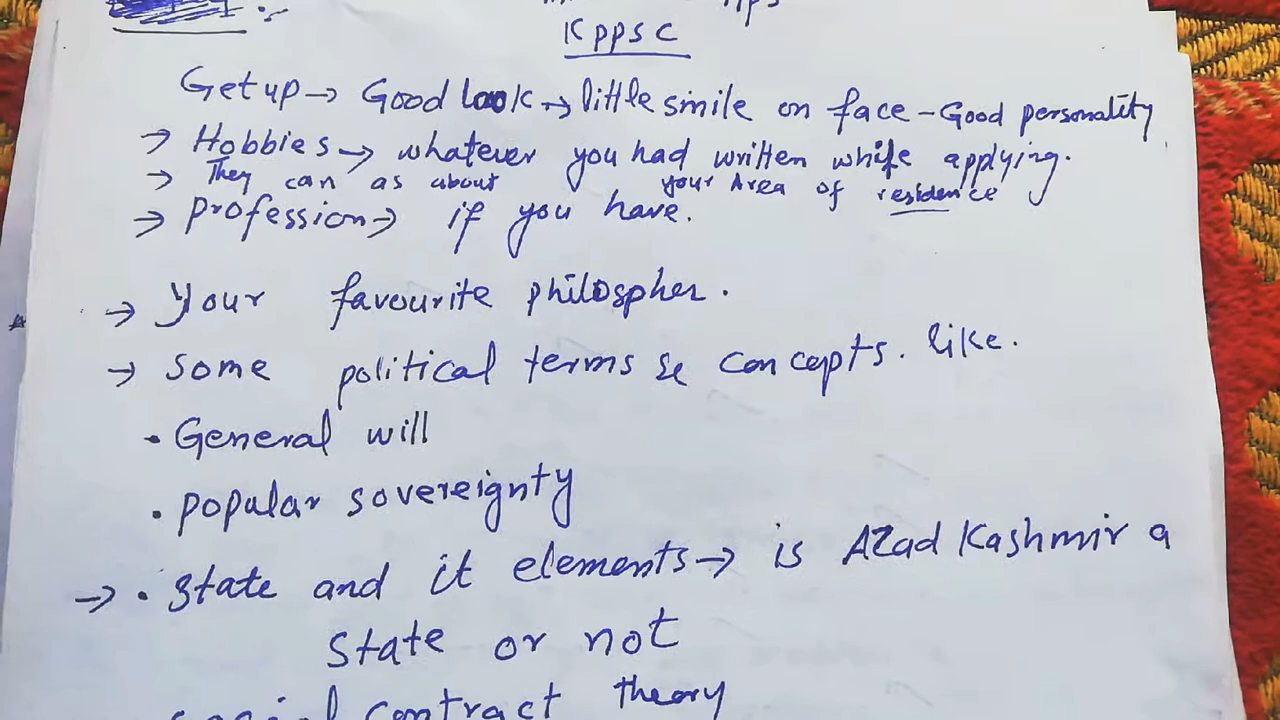 KPPSC
Getup → Good look → little smile on face - Good personality
→ Hobbies → whatever you had written while applying.
→ They can as about your Area of residence
→ profession → if you have.
→ your favourite philospher.
→ some political terms & concepts. like.
• General will
• popular sovereignty
→ • state and it elements → is Azad Kashmir a
state or not
social contract theory